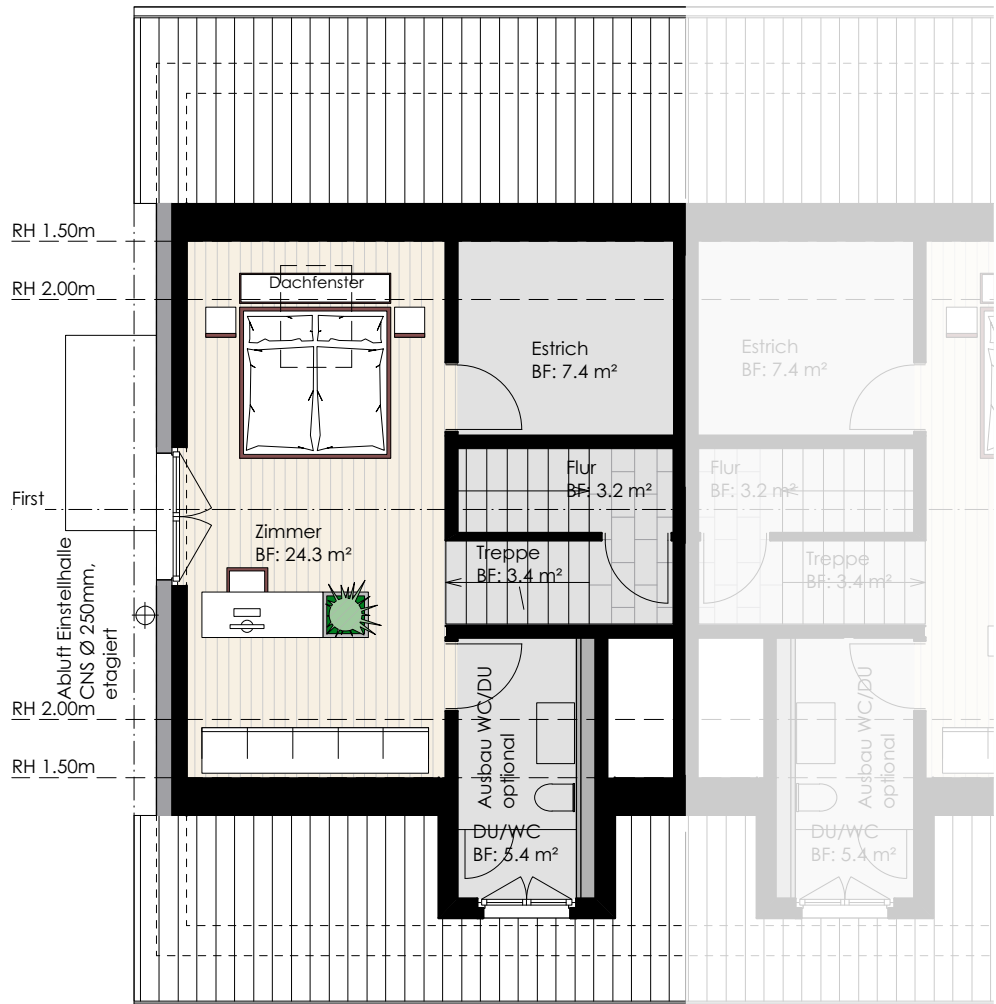 RH 1.50m
RH 2.00m
Dachfenster
Estrich
BF: 7.4 m²
Estrich
BF: 7.4 m²
First
Flur
BF: 3.2 m²
Flur
BF: 3.2 m²
Zimmer
BF: 24.3 m²
Treppe
BF: 3.4 m²
Treppe
BF: 3.4 m²
Abluft Einstellhalle
CNS Ø 250mm,
etagiert
RH 2.00m
RH 1.50m
Ausbau WC/DU
optional
Ausbau WC/DU
optional
DU/WC
BF: 5.4 m²
DU/WC
BF: 5.4 m²